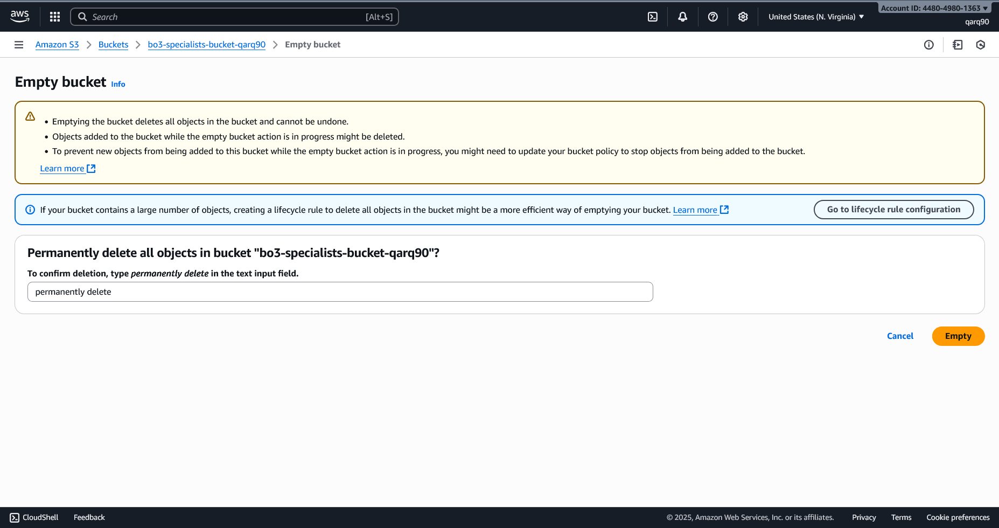 aws
Search
[Alt+S]
United States (N. Virginia)
Account ID: 4480-4980-1363
qarq90
Amazon S3
Buckets
bo3-specialists-bucket-qarq90
Empty bucket
Empty bucket Info
• Emptying the bucket deletes all objects in the bucket and cannot be undone.
• Objects added to the bucket while the empty bucket action is in progress might be deleted.
• To prevent new objects from being added to this bucket while the empty bucket action is in progress, you might need to update your bucket policy to stop objects from being added to the bucket.
Learn more
If your bucket contains a large number of objects, creating a lifecycle rule to delete all objects in the bucket might be a more efficient way of emptying your bucket. Learn more
Go to lifecycle rule configuration
Permanently delete all objects in bucket "bo3-specialists-bucket-qarq90"?
To confirm deletion, type permanently delete in the text input field.
permanently delete
Cancel
Empty
CloudShell
Feedback
© 2025, Amazon Web Services, Inc. or its affiliates.
Privacy
Terms
Cookie preferences